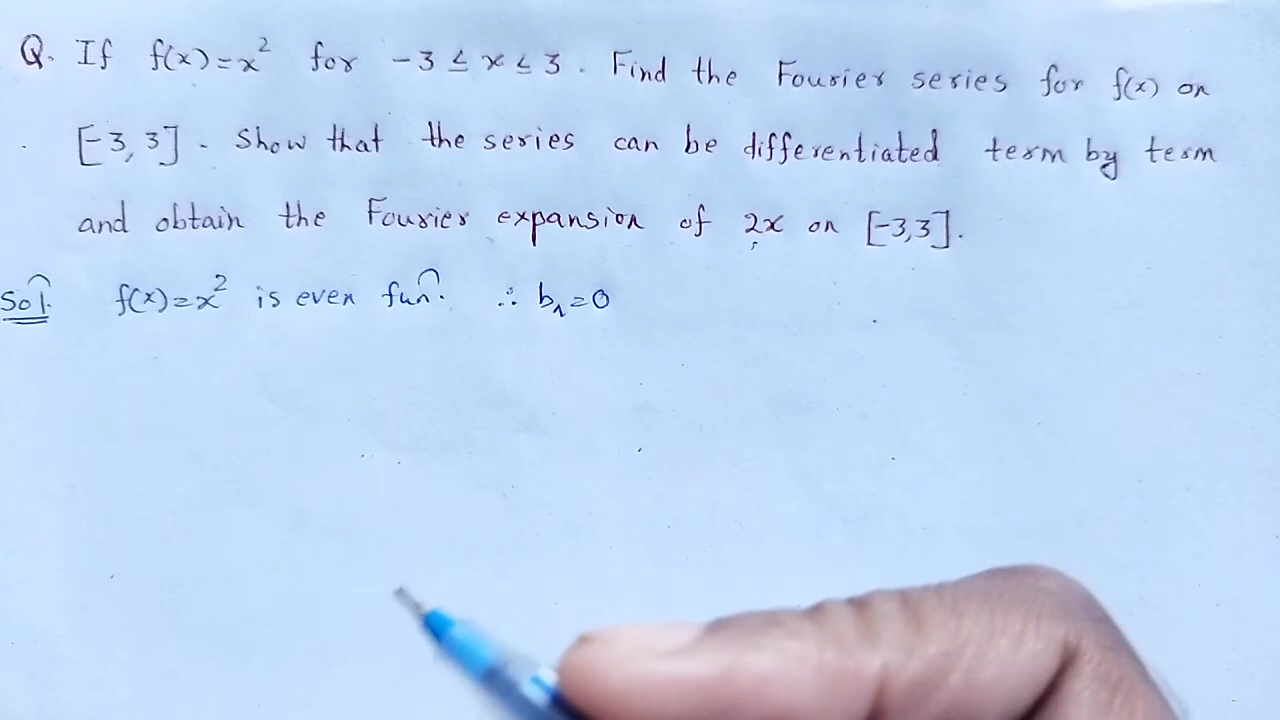 Q. If f(x)=x² for -3 ≤ x ≤ 3. Find the Fourier series for f(x) on
[-3, 3]. Show that the series can be differentiated term by term
and obtain the Fourier expansion of 2x on [-3,3].
Solⁿ. f(x)=x² is even funⁿ. ∴ bₙ=0